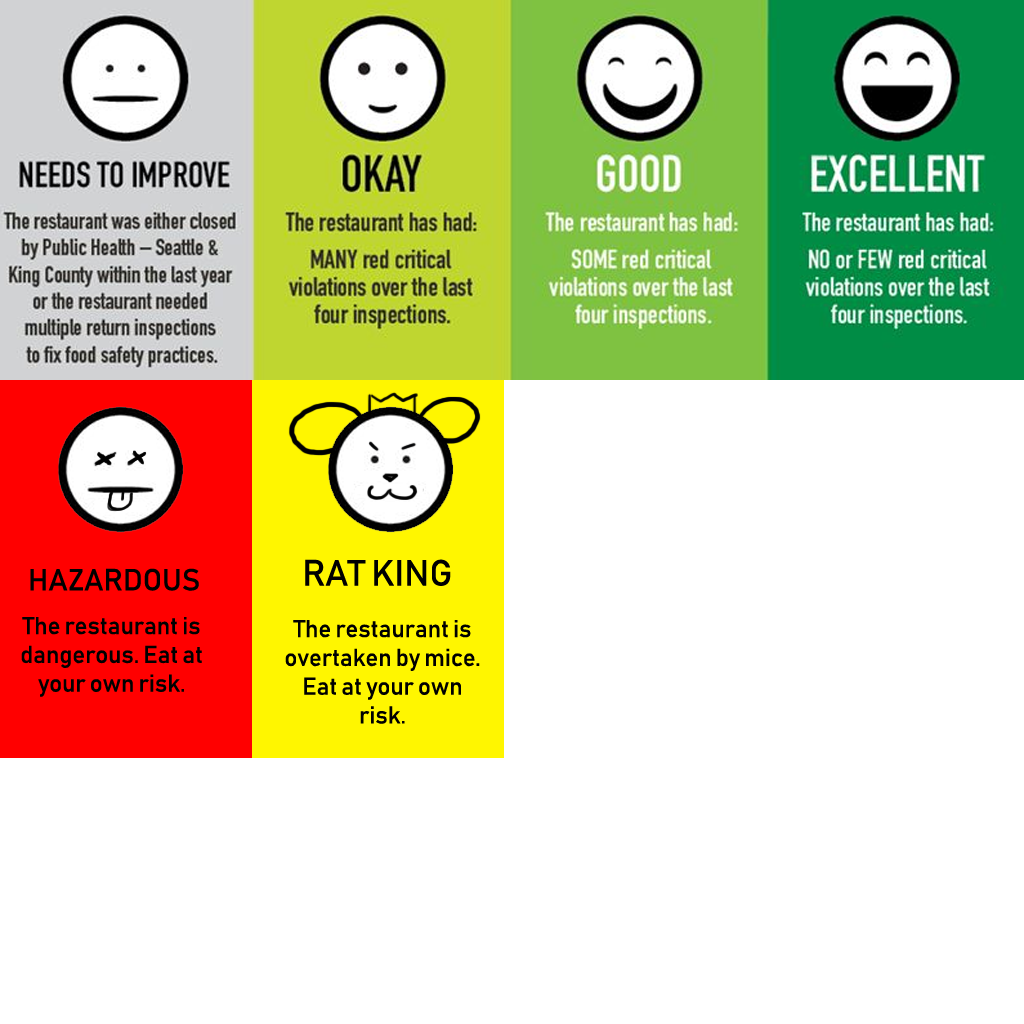 NEEDS TO IMPROVE
The restaurant was either closed
by Public Health – Seattle &
King County within the last year
or the restaurant needed
multiple return inspections
to fix food safety practices.
OKAY
The restaurant has had:
MANY red critical
violations over the last
four inspections.
GOOD
The restaurant has had:
SOME red critical
violations over the last
four inspections.
EXCELLENT
The restaurant has had:
NO or FEW red critical
violations over the last
four inspections.
HAZARDOUS
The restaurant is
dangerous. Eat at
your own risk.
RAT KING
The restaurant is
overtaken by mice.
Eat at your own
risk.